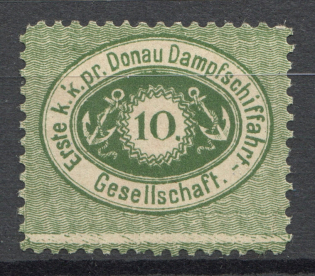 Erste k.k.pr. Donau Dampfschiffahrt-
10.
Gesellschaft.